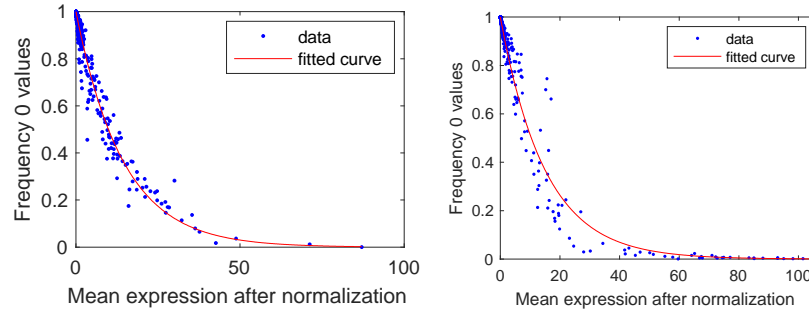 1
0.8
0.6
0.4
0.2
0
Frequency 0 values
0
50
100
Mean expression after normalization
data
fitted curve
1
0.8
0.6
0.4
0.2
0
Frequency 0 values
0
20
40
60
80
100
Mean expression after normalization
data
fitted curve